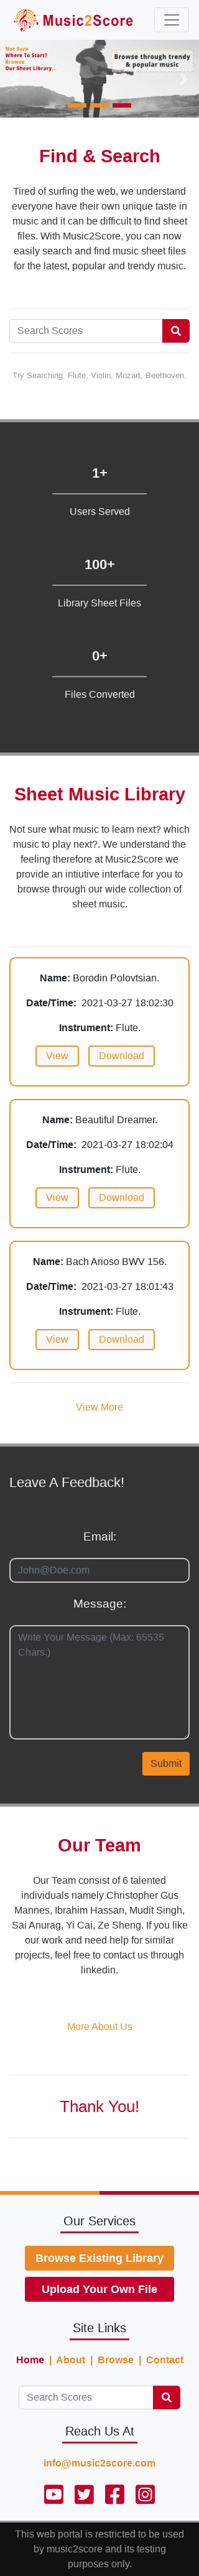 Music2Score
Not Sure
Where To Start?
Browse
Our Sheet Library...
Browse through trending
& popular music
Find & Search
Tired of surfing the web, we understand
everyone have their own unique taste in
music and it can be difficult to find sheet
files. With Music2Score, you can now
easily search and find music sheet files
for the latest, popular and trendy music.
Search Scores
Try Searching: Flute, Violin, Mozart, Beethoven.
1+
Users Served
100+
Library Sheet Files
0+
Files Converted
Sheet Music Library
Not sure what music to learn next? which
music to play next?. We understand the
feeling therefore at Music2Score we
provide an intiutive interface for you to
browse through our wide collection of
sheet music.
Name: Borodin Polovtsian.
Date/Time: 2021-03-27 18:02:30
Instrument: Flute.
View Download
Name: Beautiful Dreamer.
Date/Time: 2021-03-27 18:02:04
Instrument: Flute.
View Download
Name: Bach Arioso BWV 156.
Date/Time: 2021-03-27 18:01:43
Instrument: Flute.
View Download
View More
Leave A Feedback!
Email:
John@Doe.com
Message:
Write Your Message (Max: 65535
Chars.)
Submit
Our Team
Our Team consist of 6 talented
individuals namely Christopher Gus
Mannes, Ibrahim Hassan, Mudit Singh,
Sai Anurag, Yi Cai, Ze Sheng. If you like
our work and need help for similar
projects, feel free to contact us through
linkedin.
More About Us
Thank You!
Our Services
Browse Existing Library
Upload Your Own File
Site Links
Home | About | Browse | Contact
Search Scores
Reach Us At
info@music2score.com
This web portal is restricted to be used
by music2score and its testing
purposes only.